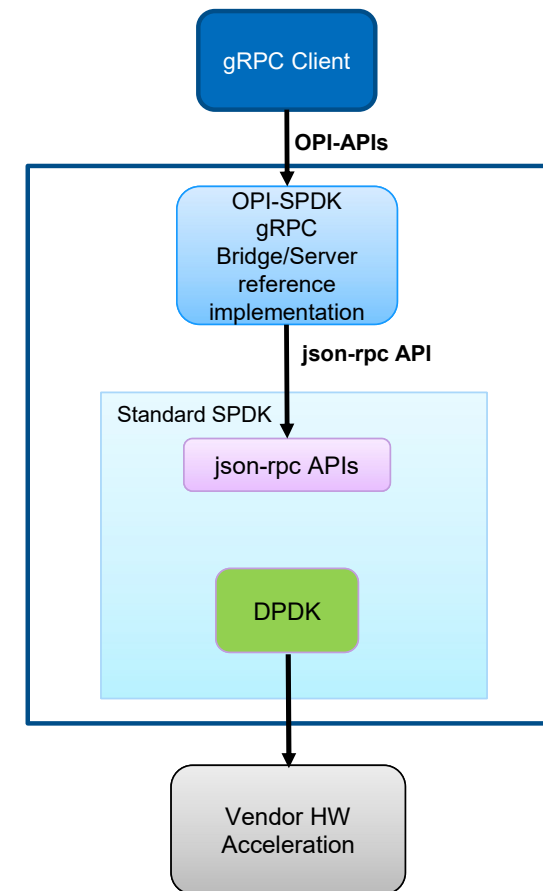 gRPC Client
OPI-APIs
OPI-SPDK
gRPC
Bridge/Server
reference
implementation
json-rpc API
Standard SPDK
json-rpc APIs
DPDK
Vendor HW
Acceleration